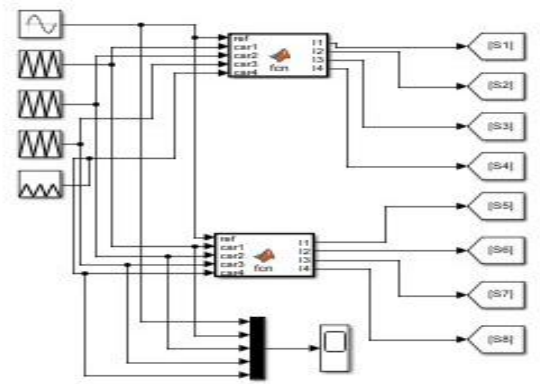 ref
car1
car2
car3
car4
fcn
I1
I2
I3
I4
[S1]
[S2]
[S3]
[S4]
[S5]
[S6]
[S7]
[S8]
ref
car1
car2
car3
car4
fcn
I1
I2
I3
I4